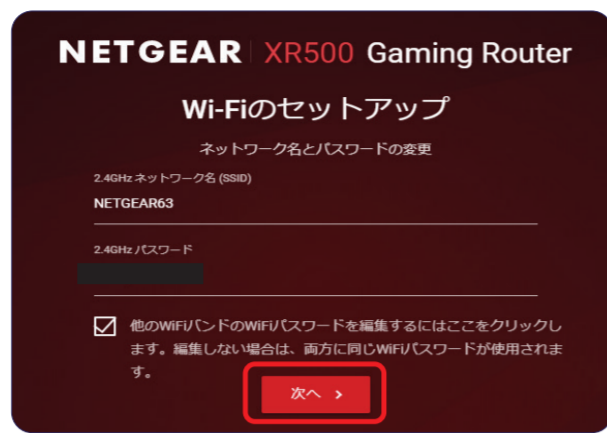 NETGEAR XR500 Gaming Router
Wi-Fiのセットアップ
ネットワーク名とパスワードの変更
2.4GHz ネットワーク名 (SSID)
NETGEAR63
2.4GHz パスワード
他のWiFiバンドのWiFiパスワードを編集するにはここをクリックし
ます。編集しない場合は、両方に同じWiFiパスワードが使用されま
す。
次へ ›